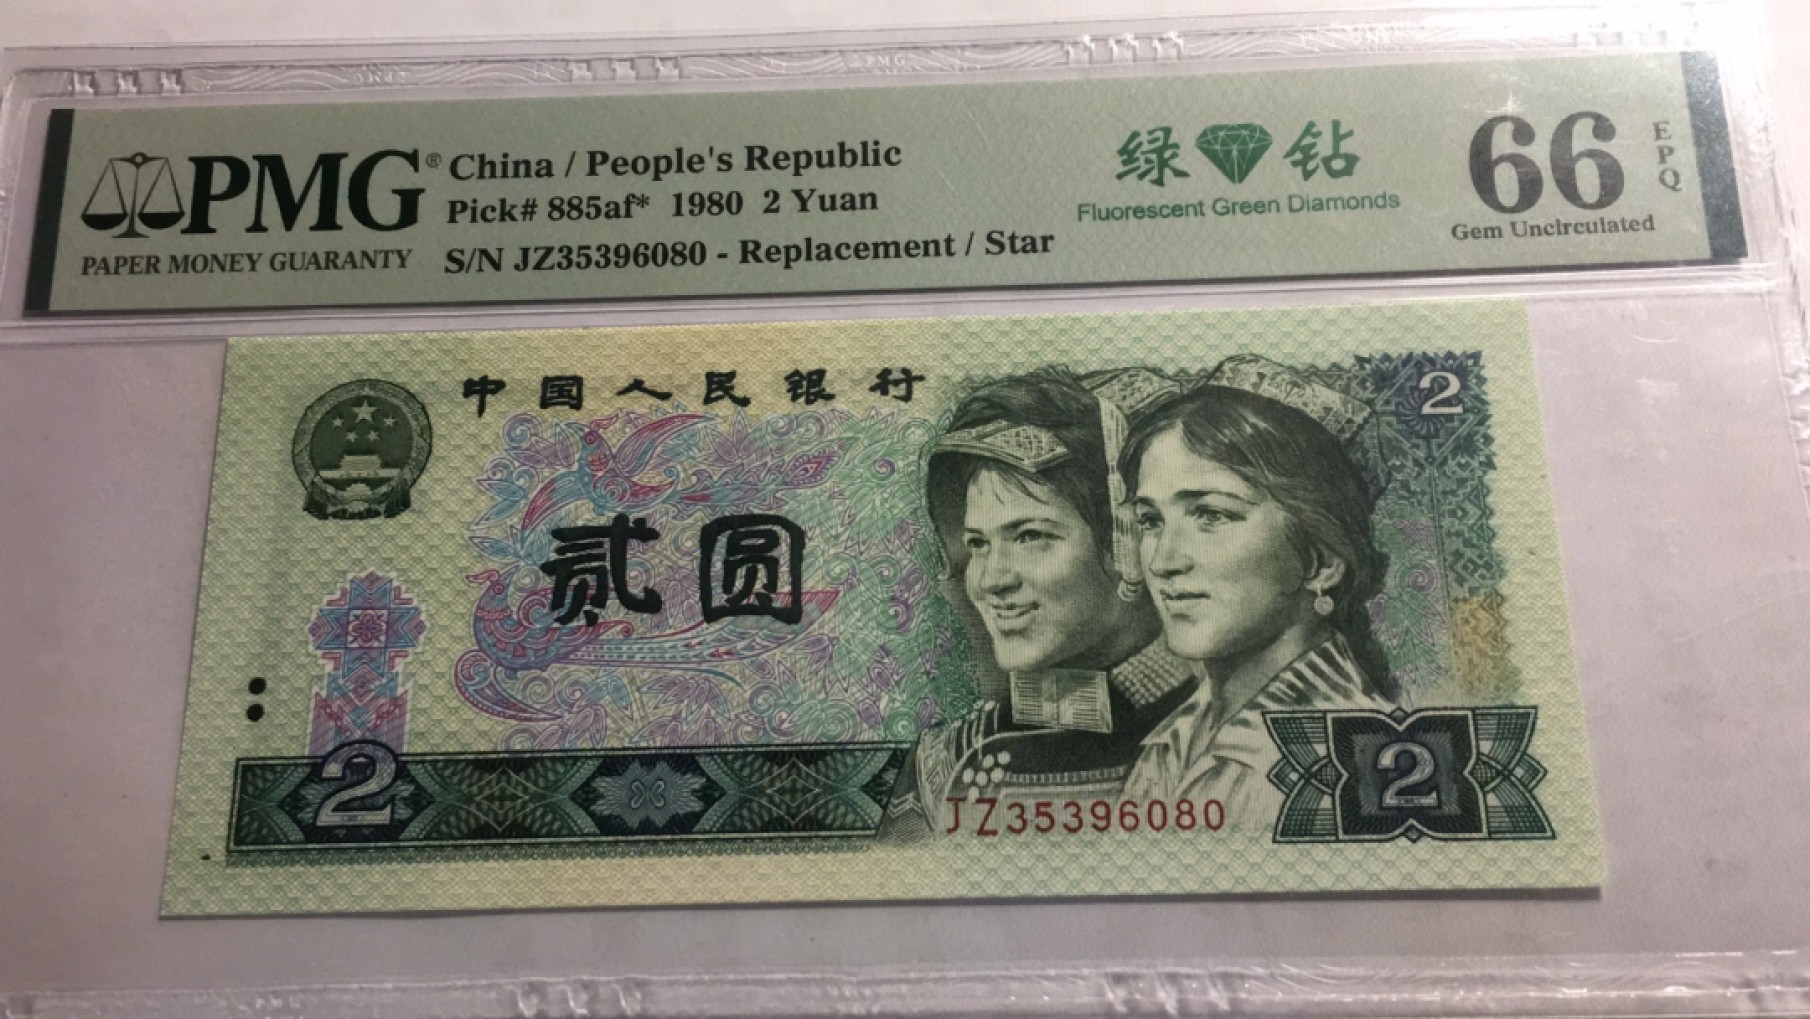 PMG®
PAPER MONEY GUARANTY
China / People's Republic
Pick# 885af* 1980 2 Yuan
S/N JZ35396080 - Replacement / Star
绿 钻
Fluorescent Green Diamonds
66
EPQ
Gem Uncirculated
中国人民银行
2
贰圆
2
JZ35396080
2